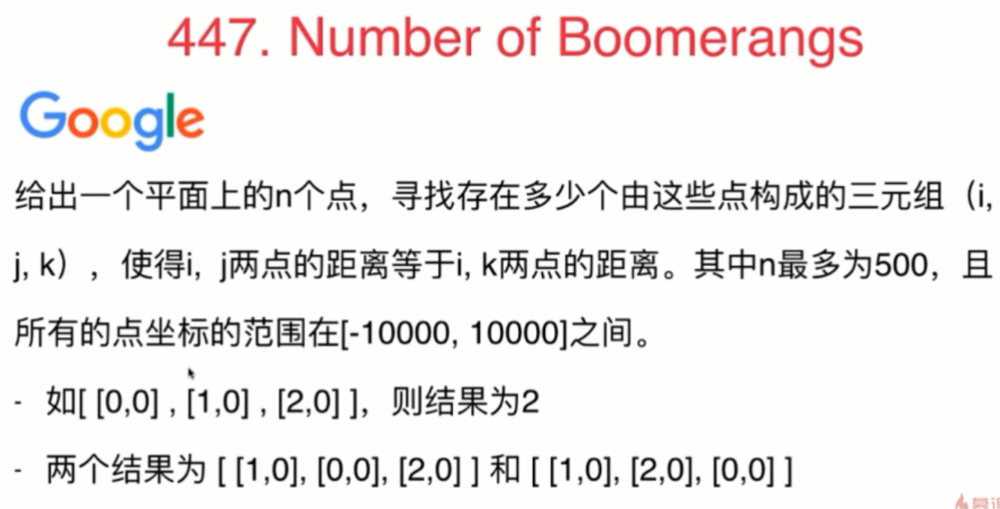 447. Number of Boomerangs
Google
给出一个平面上的n个点，寻找存在多少个由这些点构成的三元组（i,
j, k），使得i, j两点的距离等于i, k两点的距离。其中n最多为500，且
所有的点坐标的范围在[-10000, 10000]之间。
- 如[ [0,0] , [1,0] , [2,0] ]，则结果为2
- 两个结果为 [ [1,0], [0,0], [2,0] ] 和 [ [1,0], [2,0], [0,0] ]